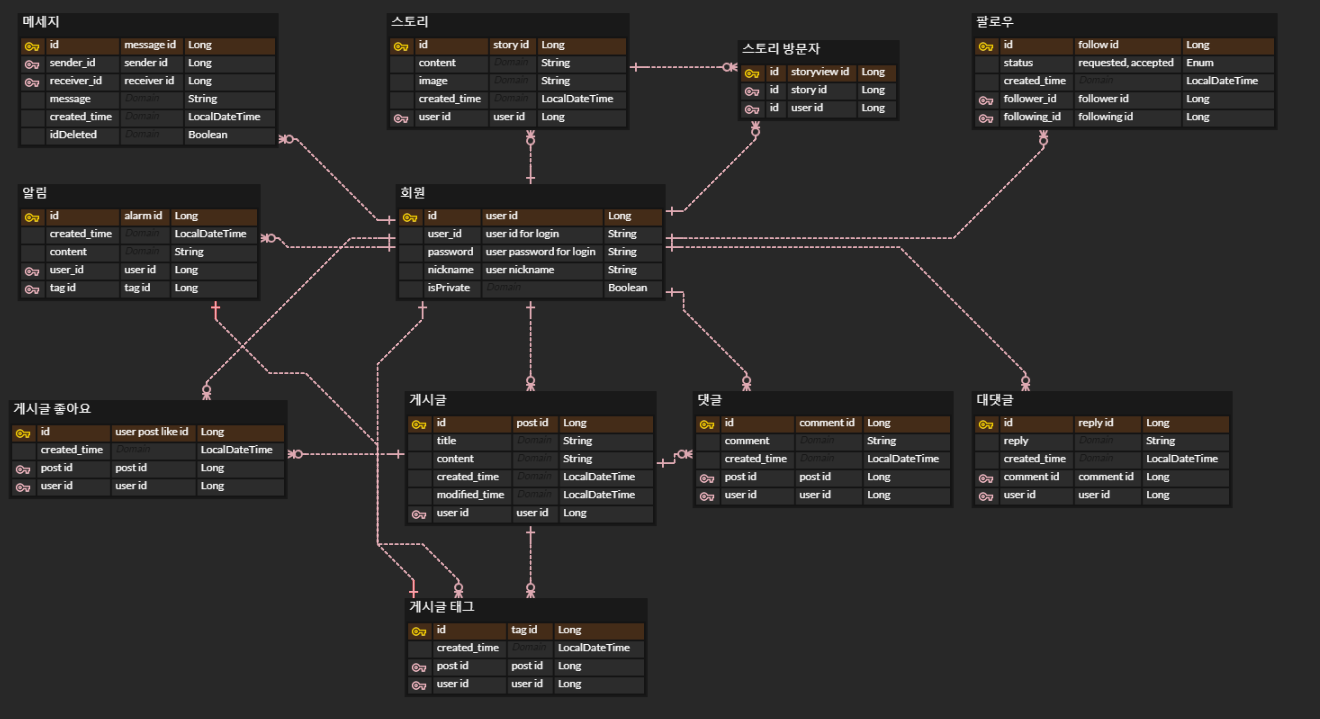 메세지
id message id Long
sender_id sender id Long
receiver_id receiver id Long
message Domain String
created_time Domain LocalDateTime
idDeleted Domain Boolean
스토리
id story id Long
content Domain String
image Domain String
created_time Domain LocalDateTime
user id user id Long
스토리 방문자
id storyview id Long
id story id Long
id user id Long
팔로우
id follow id Long
status requested, accepted Enum
created_time Domain LocalDateTime
follower_id follower id Long
following_id following id Long
알림
id alarm id Long
created_time Domain LocalDateTime
content Domain String
user_id user id Long
tag id tag id Long
회원
id user id Long
user_id user id for login String
password user password for login String
nickname user nickname String
isPrivate Domain Boolean
게시글 좋아요
id user post like id Long
created_time Domain LocalDateTime
post id post id Long
user id user id Long
게시글
id post id Long
title Domain String
content Domain String
created_time Domain LocalDateTime
modified_time Domain LocalDateTime
user id user id Long
댓글
id comment id Long
comment Domain String
created_time Domain LocalDateTime
post id post id Long
user id user id Long
대댓글
id reply id Long
reply Domain String
created_time Domain LocalDateTime
comment id comment id Long
user id user id Long
게시글 태그
id tag id Long
created_time Domain LocalDateTime
post id post id Long
user id user id Long